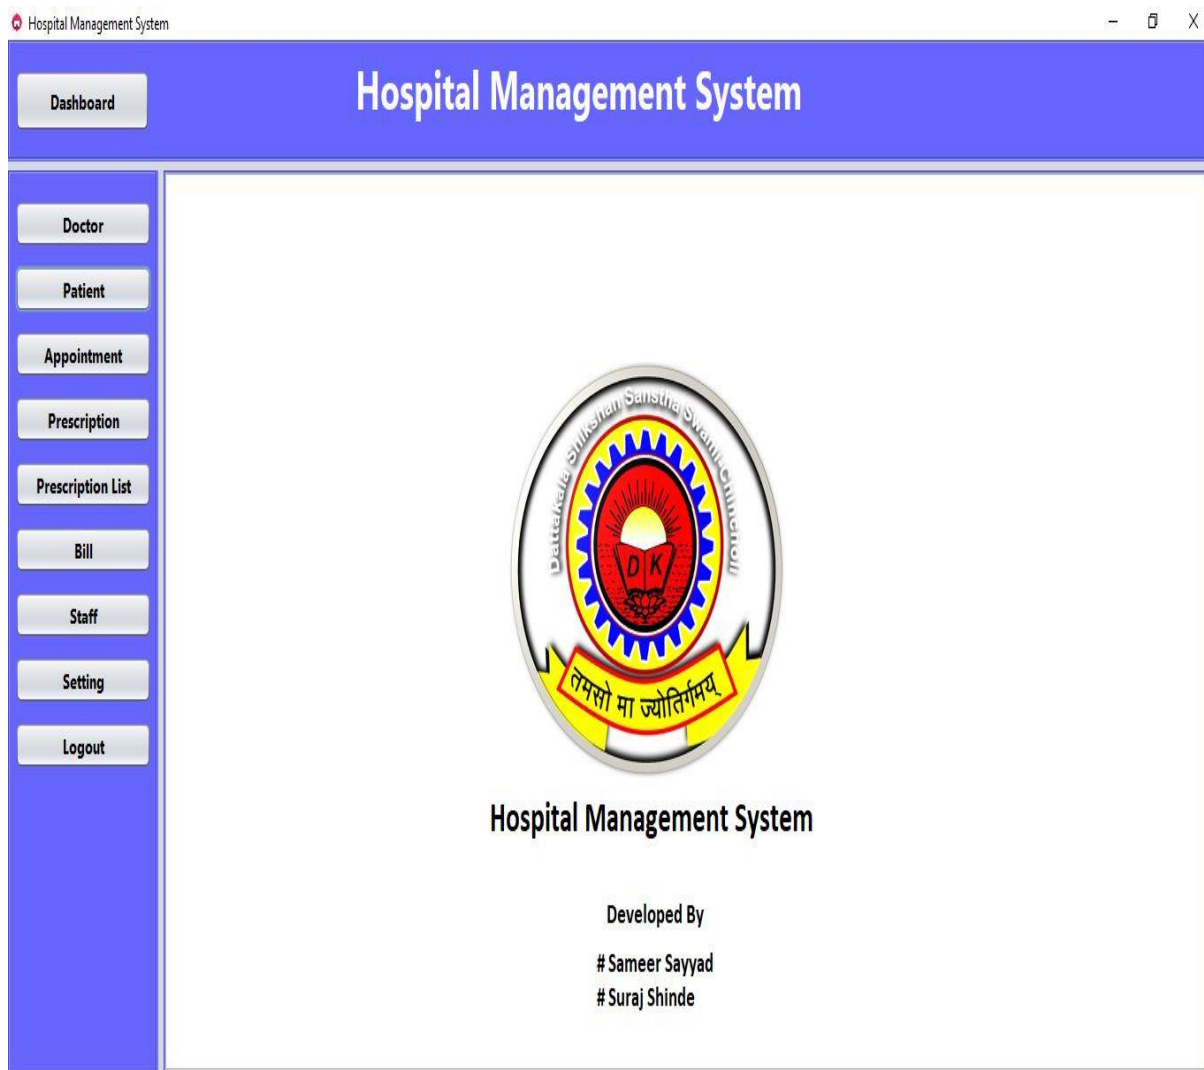 Hospital Management System
Dashboard
Hospital Management System
Doctor
Patient
Appointment
Prescription
Prescription List
Bill
Staff
Setting
Logout
Dattakala Shikshan Sanstha Swami-Chincholi
D K
तमसो मा ज्योतिर्गमय्
Hospital Management System
Developed By
# Sameer Sayyad
# Suraj Shinde